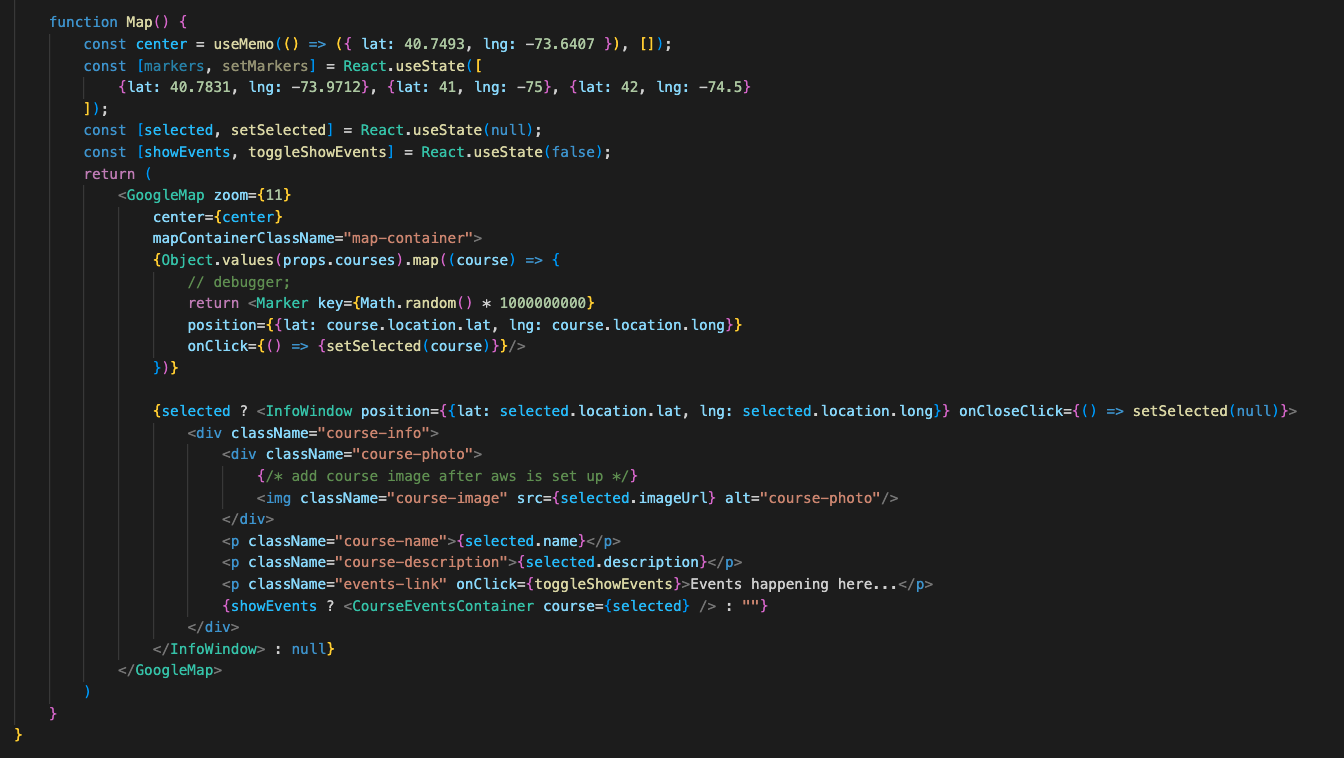 function Map() {
const center = useMemo(() => ({ lat: 40.7493, lng: -73.6407 }), []);
const [markers, setMarkers] = React.useState([
{lat: 40.7831, lng: -73.9712}, {lat: 41, lng: -75}, {lat: 42, lng: -74.5}
]);
const [selected, setSelected] = React.useState(null);
const [showEvents, toggleShowEvents] = React.useState(false);
return (
<GoogleMap zoom={11}
center={center}
mapContainerClassName="map-container">
{Object.values(props.courses).map((course) => {
// debugger;
return <Marker key={Math.random() * 1000000000}
position={{lat: course.location.lat, lng: course.location.long}}
onClick={() => {setSelected(course)}}/>
})}
{selected ? <InfoWindow position={{lat: selected.location.lat, lng: selected.location.long}} onCloseClick={() => setSelected(null)}>
<div className="course-info">
<div className="course-photo">
{/* add course image after aws is set up */}
<img className="course-image" src={selected.imageUrl} alt="course-photo"/>
</div>
<p className="course-name">{selected.name}</p>
<p className="course-description">{selected.description}</p>
<p className="events-link" onClick={toggleShowEvents}>Events happening here...</p>
{showEvents ? <CourseEventsContainer course={selected} /> : ""}
</div>
</InfoWindow> : null}
</GoogleMap>
)
}
}